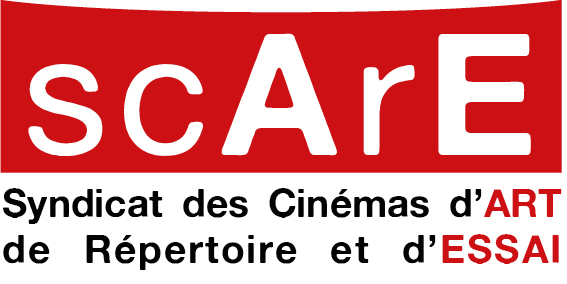 scArE
Syndicat des Cinémas d'ART
de Répertoire et d'ESSAI